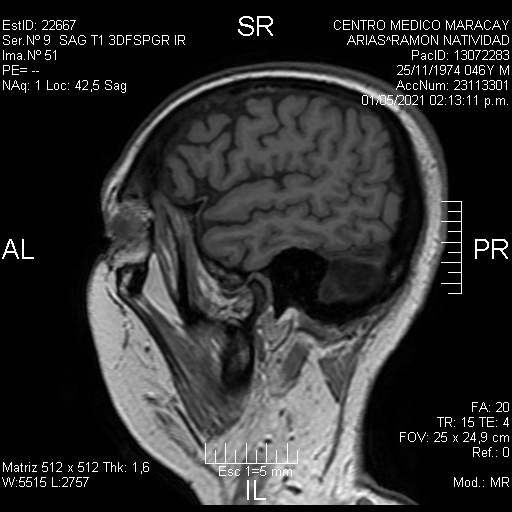 EstID: 22667
Ser.Nº 9 SAG T1 3DFSPGR IR
Ima.Nº 51
PE= --
NAq: 1 Loc: 42,5 Sag
SR
CENTRO MEDICO MARACAY
ARIAS^RAMON NATIVIDAD
PacID: 13072283
25/11/1974 046Y M
AccNum: 23113301
01/05/2021 02:13:11 p.m.
AL
PR
FA: 20
TR: 15 TE: 4
FOV: 25 x 24,9 cm
Ref.: 0
Matriz 512 x 512 Thk: 1,6
W:5515 L:2757
Esc 1=5 mm
IL
Mod.: MR